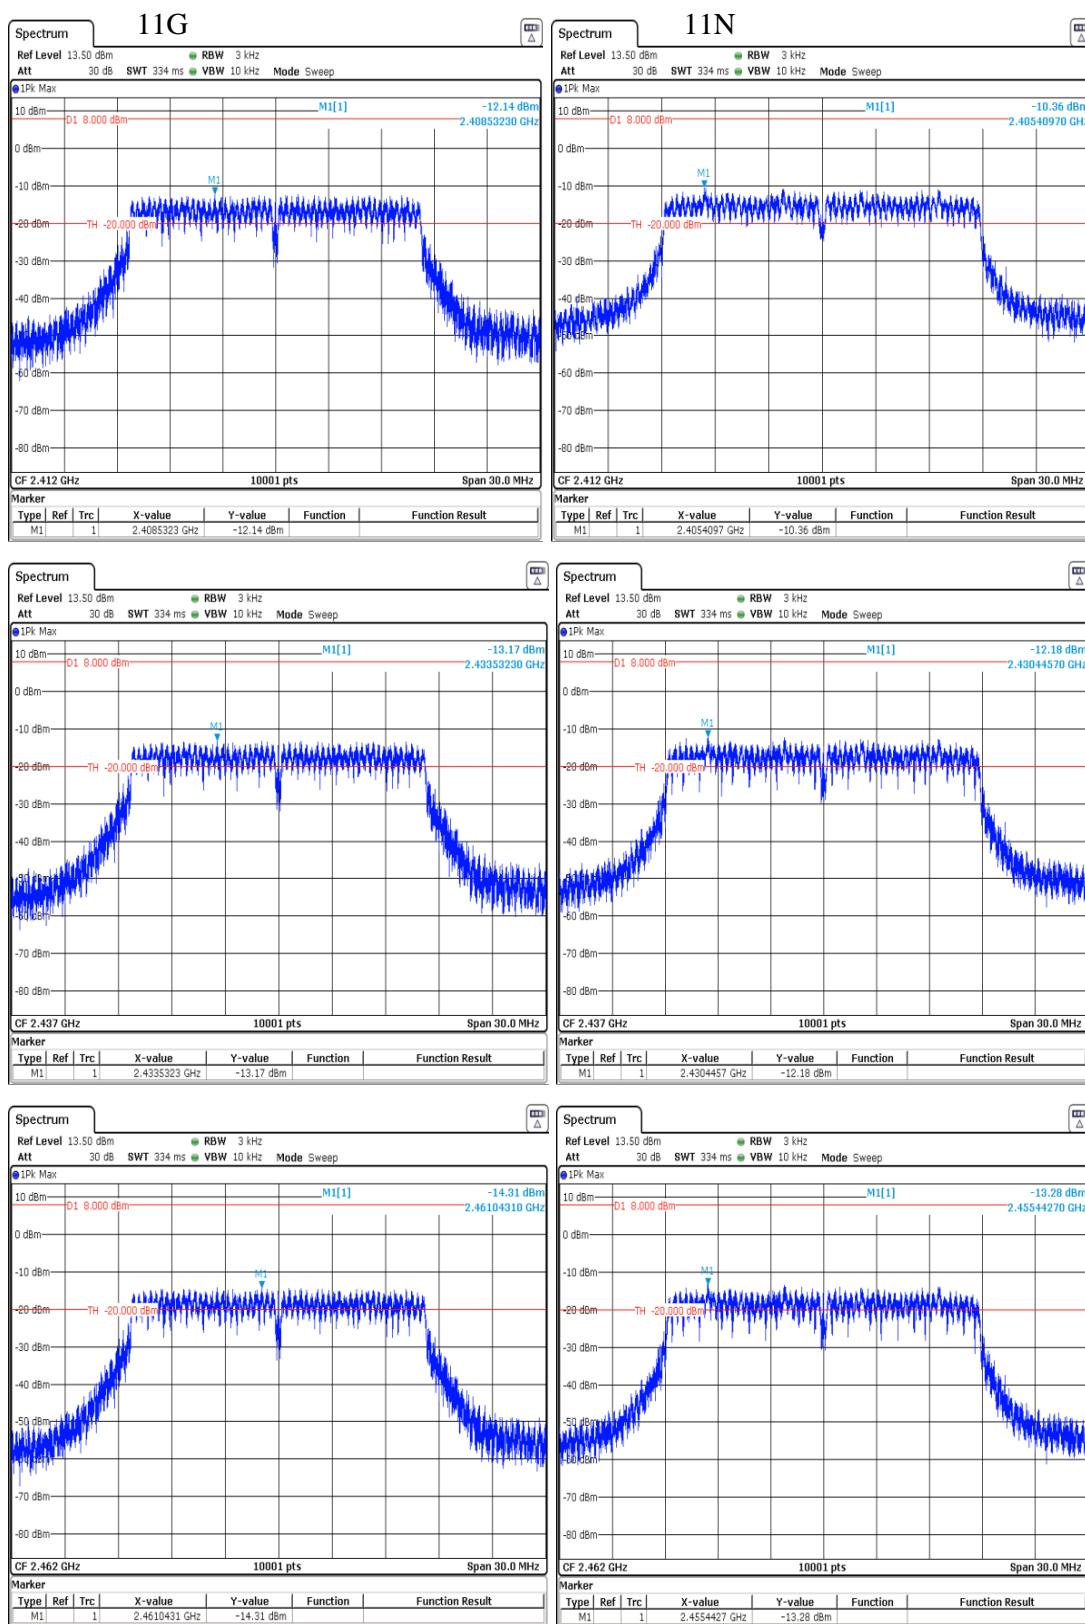 11G
Spectrum
Ref Level 13.50 dBm RBW 3 kHz
Att 30 dB SWT 334 ms VBW 10 kHz Mode Sweep
1Pk Max
10 dBm
M1[1] -12.14 dBm
2.40853230 GHz
D1 8.000 dBm
0 dBm
-10 dBm
M1
-20 dBm
TH -20.000 dBm
-30 dBm
-40 dBm
-50 dBm
-60 dBm
-70 dBm
-80 dBm
CF 2.412 GHz 10001 pts Span 30.0 MHz
Marker
Type Ref Trc X-value Y-value Function Function Result
M1 1 2.4085323 GHz -12.14 dBm
11N
Spectrum
Ref Level 13.50 dBm RBW 3 kHz
Att 30 dB SWT 334 ms VBW 10 kHz Mode Sweep
1Pk Max
10 dBm
M1[1] -10.36 dBm
2.40540970 GHz
D1 8.000 dBm
0 dBm
-10 dBm
M1
-20 dBm
TH -20.000 dBm
-30 dBm
-40 dBm
-50 dBm
-60 dBm
-70 dBm
-80 dBm
CF 2.412 GHz 10001 pts Span 30.0 MHz
Marker
Type Ref Trc X-value Y-value Function Function Result
M1 1 2.4054097 GHz -10.36 dBm
Spectrum
Ref Level 13.50 dBm RBW 3 kHz
Att 30 dB SWT 334 ms VBW 10 kHz Mode Sweep
1Pk Max
10 dBm
M1[1] -13.17 dBm
2.43353230 GHz
D1 8.000 dBm
0 dBm
-10 dBm
M1
-20 dBm
TH -20.000 dBm
-30 dBm
-40 dBm
-50 dBm
-60 dBm
-70 dBm
-80 dBm
CF 2.437 GHz 10001 pts Span 30.0 MHz
Marker
Type Ref Trc X-value Y-value Function Function Result
M1 1 2.4335323 GHz -13.17 dBm
Spectrum
Ref Level 13.50 dBm RBW 3 kHz
Att 30 dB SWT 334 ms VBW 10 kHz Mode Sweep
1Pk Max
10 dBm
M1[1] -12.18 dBm
2.43044570 GHz
D1 8.000 dBm
0 dBm
-10 dBm
M1
-20 dBm
TH -20.000 dBm
-30 dBm
-40 dBm
-50 dBm
-60 dBm
-70 dBm
-80 dBm
CF 2.437 GHz 10001 pts Span 30.0 MHz
Marker
Type Ref Trc X-value Y-value Function Function Result
M1 1 2.4304457 GHz -12.18 dBm
Spectrum
Ref Level 13.50 dBm RBW 3 kHz
Att 30 dB SWT 334 ms VBW 10 kHz Mode Sweep
1Pk Max
10 dBm
M1[1] -14.31 dBm
2.46104310 GHz
D1 8.000 dBm
0 dBm
-10 dBm
M1
-20 dBm
TH -20.000 dBm
-30 dBm
-40 dBm
-50 dBm
-60 dBm
-70 dBm
-80 dBm
CF 2.462 GHz 10001 pts Span 30.0 MHz
Marker
Type Ref Trc X-value Y-value Function Function Result
M1 1 2.4610431 GHz -14.31 dBm
Spectrum
Ref Level 13.50 dBm RBW 3 kHz
Att 30 dB SWT 334 ms VBW 10 kHz Mode Sweep
1Pk Max
10 dBm
M1[1] -13.28 dBm
2.45544270 GHz
D1 8.000 dBm
0 dBm
-10 dBm
M1
-20 dBm
TH -20.000 dBm
-30 dBm
-40 dBm
-50 dBm
-60 dBm
-70 dBm
-80 dBm
CF 2.462 GHz 10001 pts Span 30.0 MHz
Marker
Type Ref Trc X-value Y-value Function Function Result
M1 1 2.4554427 GHz -13.28 dBm